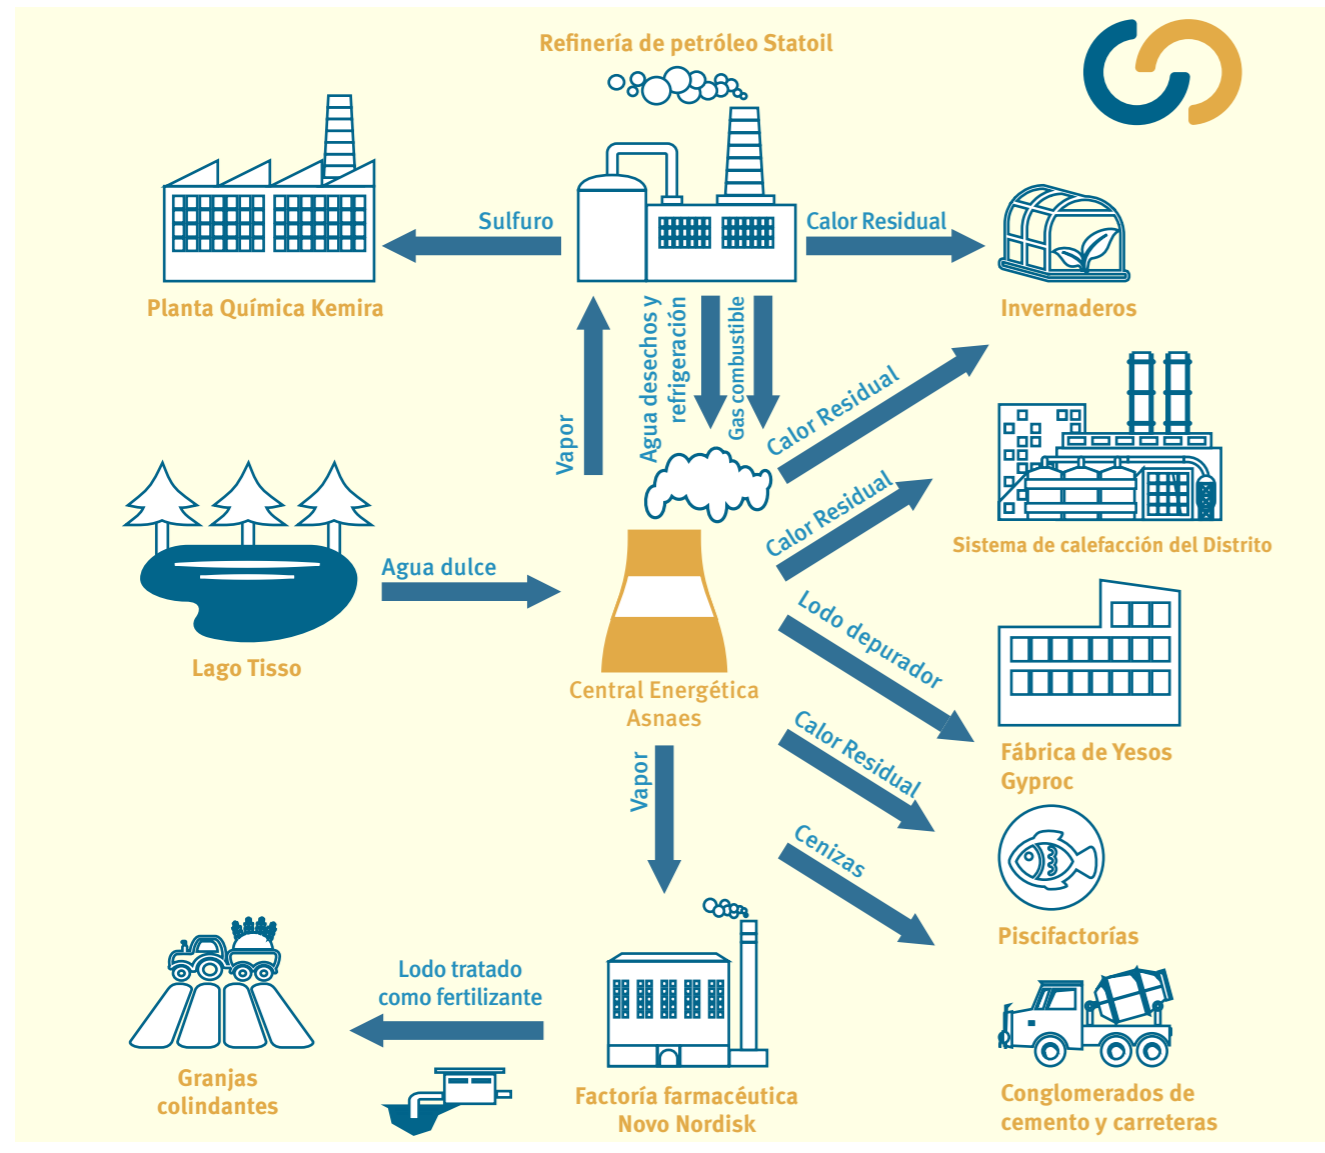 Refinería de petróleo Statoil
Sulfuro
Calor Residual
Planta Química Kemira
Invernaderos
Vapor
Agua desechos y
refrigeración
Gas combustible
Calor Residual
Calor Residual
Sistema de calefacción del Distrito
Agua dulce
Lago Tisso
Central Energética
Asnaes
Lodo depurador
Fábrica de Yesos
Gyproc
Calor Residual
Vapor
Cenizas
Piscifactorías
Lodo tratado
como fertilizante
Granjas
colindantes
Factoría farmacéutica
Novo Nordisk
Conglomerados de
cemento y carreteras